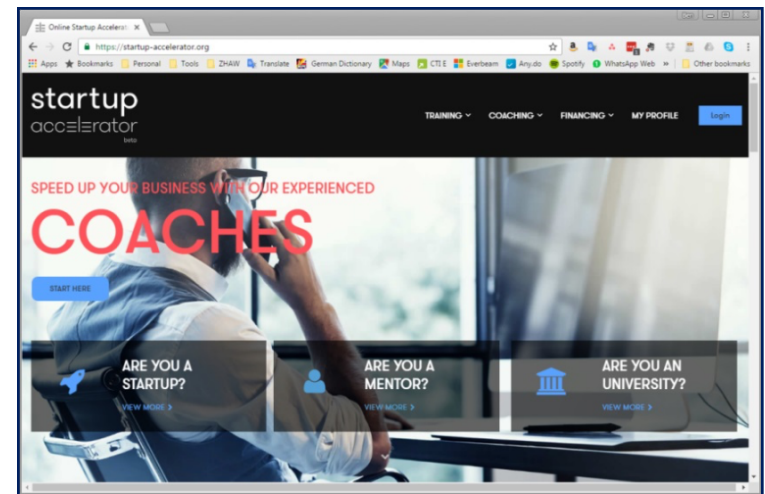 Online Startup Accelerat
https://startup-accelerator.org
Apps Bookmarks Personal Tools ZHAW Translate German Dictionary Maps CTI E Everbeam Any.do Spotify WhatsApp Web » Other bookmarks
startup
accelerator
beta
TRAINING COACHING FINANCING MY PROFILE Login
SPEED UP YOUR BUSINESS WITH OUR EXPERIENCED
COACHES
START HERE
ARE YOU A
STARTUP?
VIEW MORE >
ARE YOU A
MENTOR?
VIEW MORE >
ARE YOU AN
UNIVERSITY?
VIEW MORE >